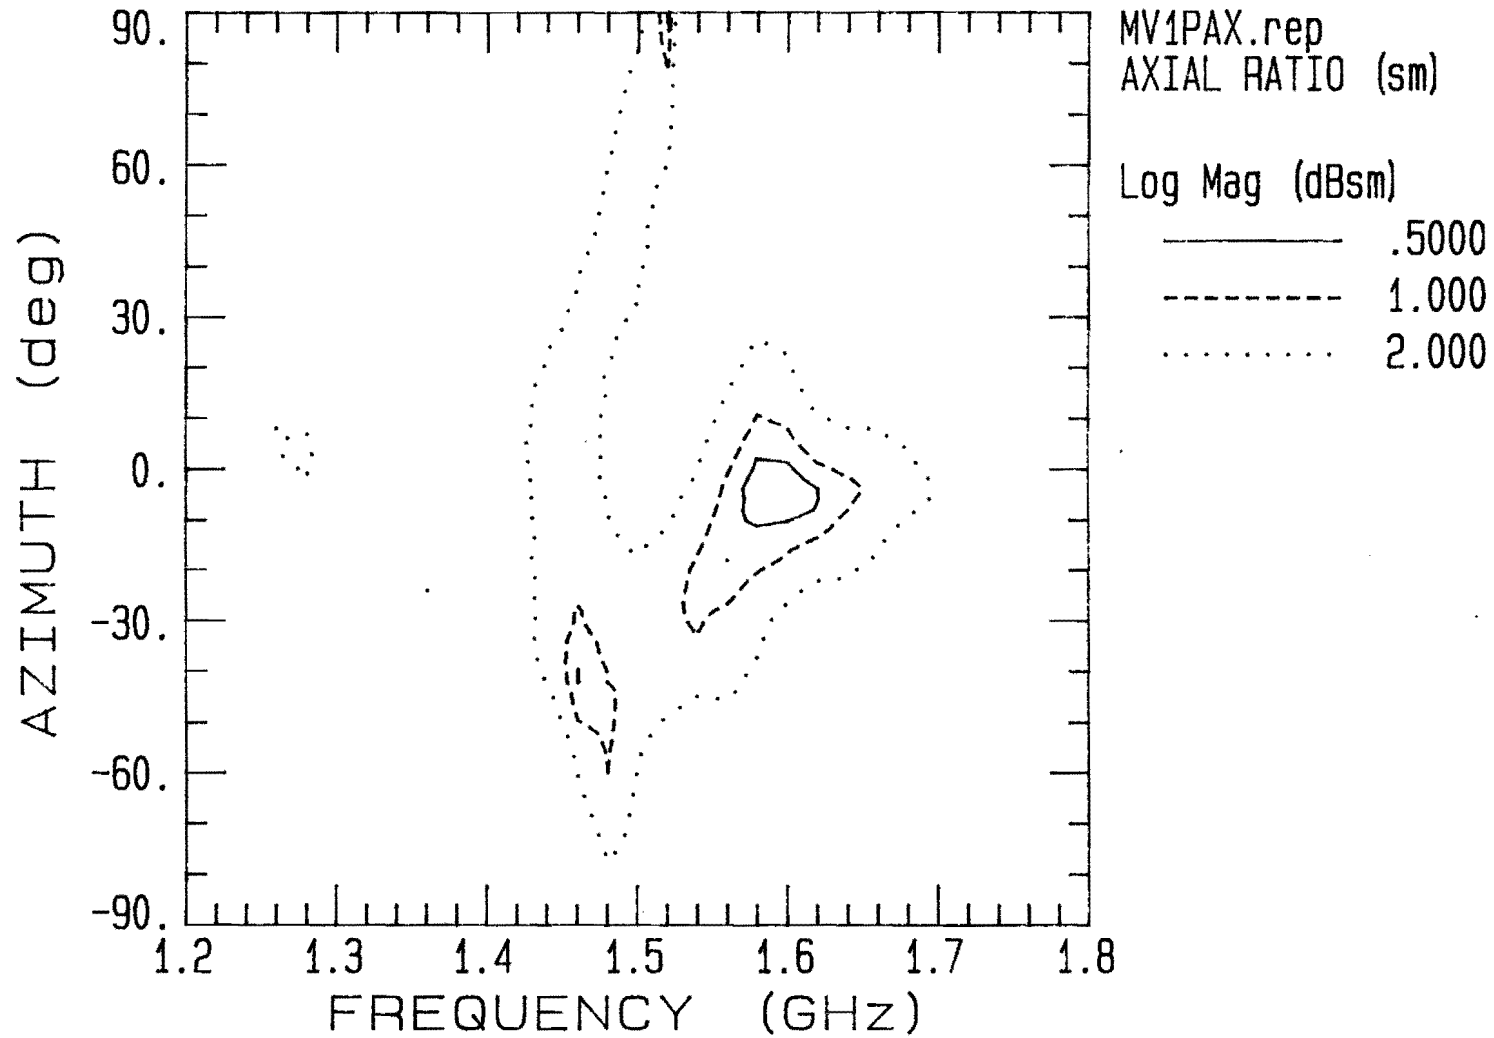 MV1PAX.rep
AXIAL RATIO (sm)
Log Mag (dBsm)
.5000
1.000
2.000
AZIMUTH (deg)
90.
60.
30.
0.
-30.
-60.
-90.
1.2 1.3 1.4 1.5 1.6 1.7 1.8
FREQUENCY (GHz)